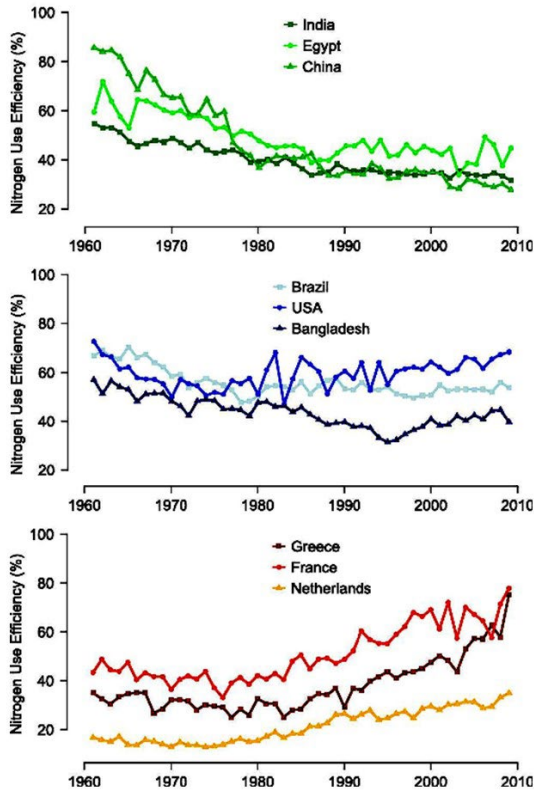 Nitrogen Use Efficiency (%)
100
80
60
40
20
India
Egypt
China
1960
1970
1980
1990
2000
2010
Nitrogen Use Efficiency (%)
100
80
60
40
20
Brazil
USA
Bangladesh
1960
1970
1980
1990
2000
2010
Nitrogen Use Efficiency (%)
100
80
60
40
20
Greece
France
Netherlands
1960
1970
1980
1990
2000
2010